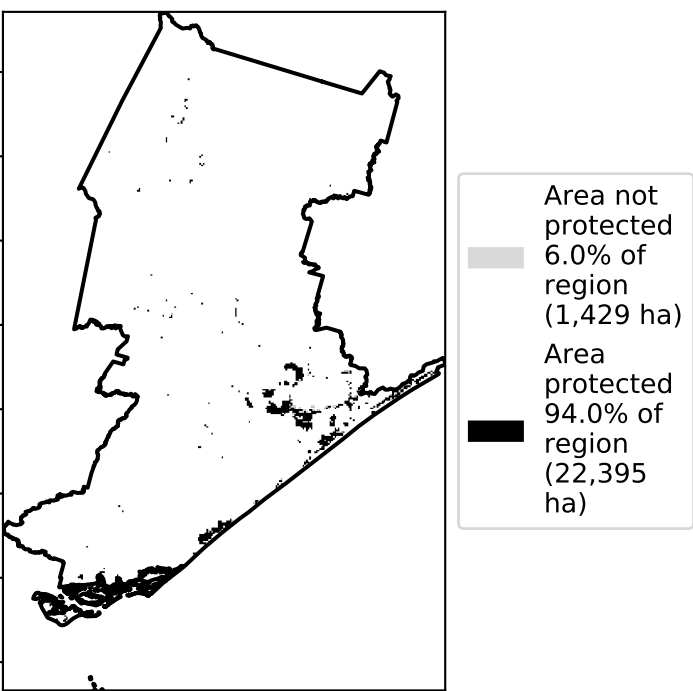 Area not
protected
6.0% of
region
(1,429 ha)
Area
protected
94.0% of
region
(22,395
ha)